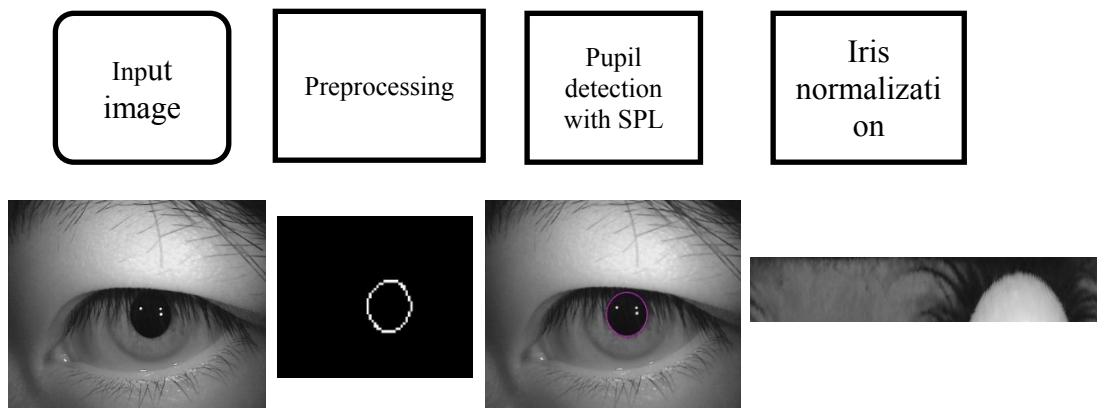 Input
image
Preprocessing
Pupil
detection
with SPL
Iris
normalizati
on